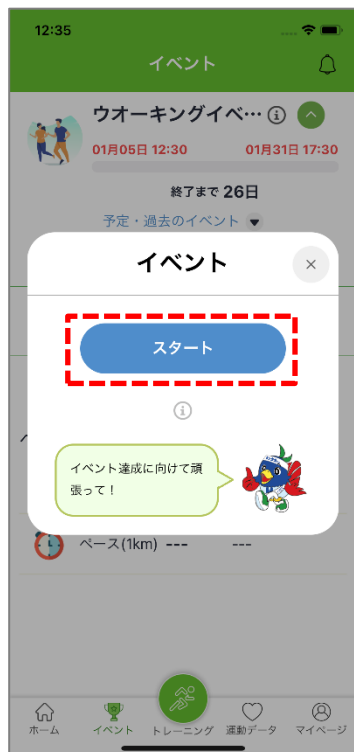 12:35
イベント
ウオーキングイベ…
01月05日 12:30 01月31日 17:30
終了まで 26日
予定・過去のイベント
イベント
スタート
イベント達成に向けて頑
張って！
ペース(1km) --- ---
ホーム イベント トレーニング 運動データ マイページ